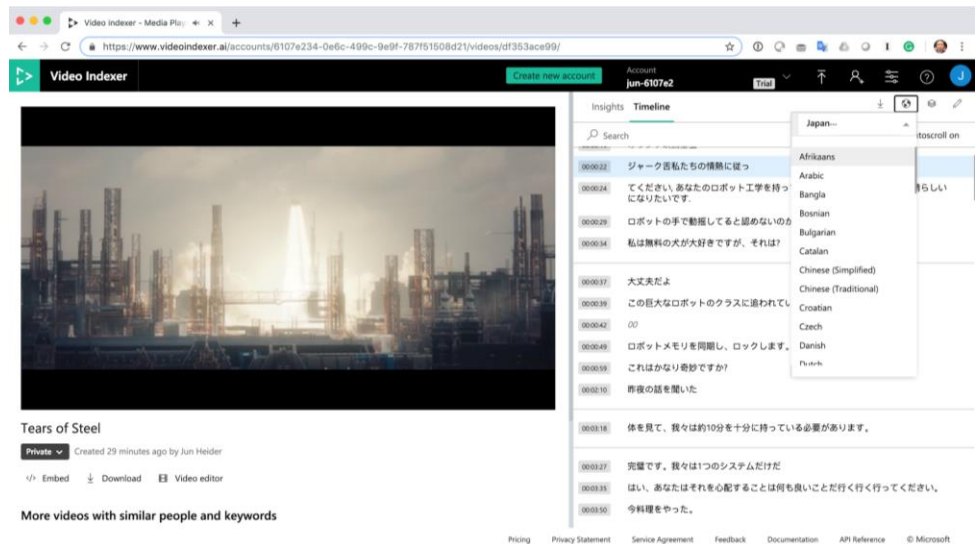 Video indexer - Media Play
https://www.videoindexer.ai/accounts/6107e234-0e6c-499c-9e9f-787f51508d21/videos/df353ace99/
Video Indexer
Create new account
Account
jun-6107e2
Trial
J
Insights Timeline
Japan...
Search
toscroll on
Afrikaans
Arabic
Bangla
Bosnian
Bulgarian
Catalan
Chinese (Simplified)
Chinese (Traditional)
Croatian
Czech
Danish
Dutch
00:00:22 ジャーク苦私たちの情熱に従っ
00:00:24 てください, あなたのロボット工学を持っ
らしい
になりたいです.
00:00:29 ロボットの手で動揺してると認めないのか
00:00:34 私は無料の犬が大好きですが、それは?
00:00:37 大丈夫だよ
00:00:39 この巨大なロボットのクラスに追われてい
00:00:42 00
00:00:49 ロボットメモリを同期し、ロックします。
00:00:59 これはかなり奇妙ですか?
00:02:10 昨夜の話を聞いた
00:03:18 体を見て、我々は約10分を十分に持っている必要があります。
00:03:27 完璧です。我々は1つのシステムだけだ
00:03:35 はい、あなたはそれを心配することは何も良いことだ行く行く行ってください。
00:03:50 今料理をやった。
Tears of Steel
Private Created 29 minutes ago by Jun Heider
Embed Download Video editor
More videos with similar people and keywords
Pricing Privacy Statement Service Agreement Feedback Documentation API Reference © Microsoft